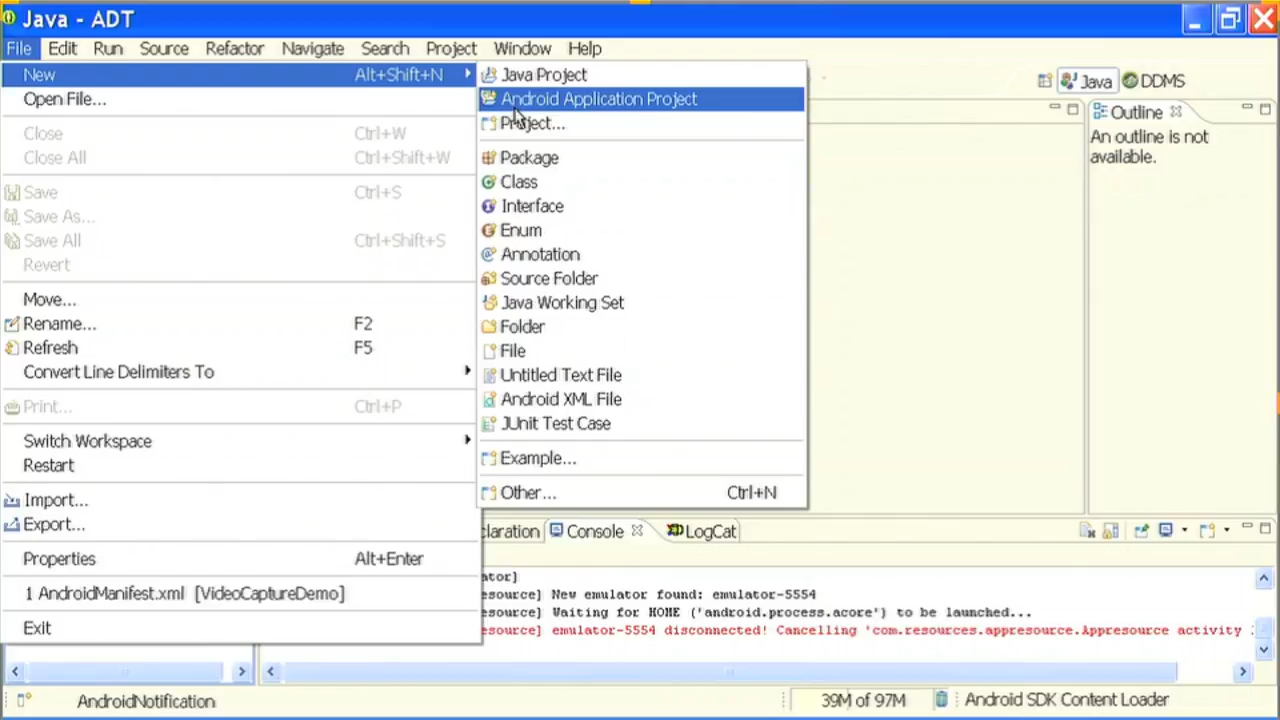 Java - ADT
File Edit Run Source Refactor Navigate Search Project Window Help
New Alt+Shift+N
Open File...
Close Ctrl+W
Close All Ctrl+Shift+W
Save Ctrl+S
Save As...
Save All Ctrl+Shift+S
Revert
Move...
Rename... F2
Refresh F5
Convert Line Delimiters To
Print... Ctrl+P
Switch Workspace
Restart
Import...
Export...
Properties Alt+Enter
1 AndroidManifest.xml [VideoCaptureDemo]
Exit
Java Project
Android Application Project
Project...
Package
Class
Interface
Enum
Annotation
Source Folder
Java Working Set
Folder
File
Untitled Text File
Android XML File
JUnit Test Case
Example...
Other... Ctrl+N
Java DDMS
Outline
An outline is not
available.
claration Console LogCat
ator]
esource] New emulator found: emulator-5554
esource] Waiting for HOME ('android.process.acore') to be launched...
esource] emulator-5554 disconnected! Cancelling 'com.resources.appresource.Appresource activity
AndroidNotification 39M of 97M Android SDK Content Loader